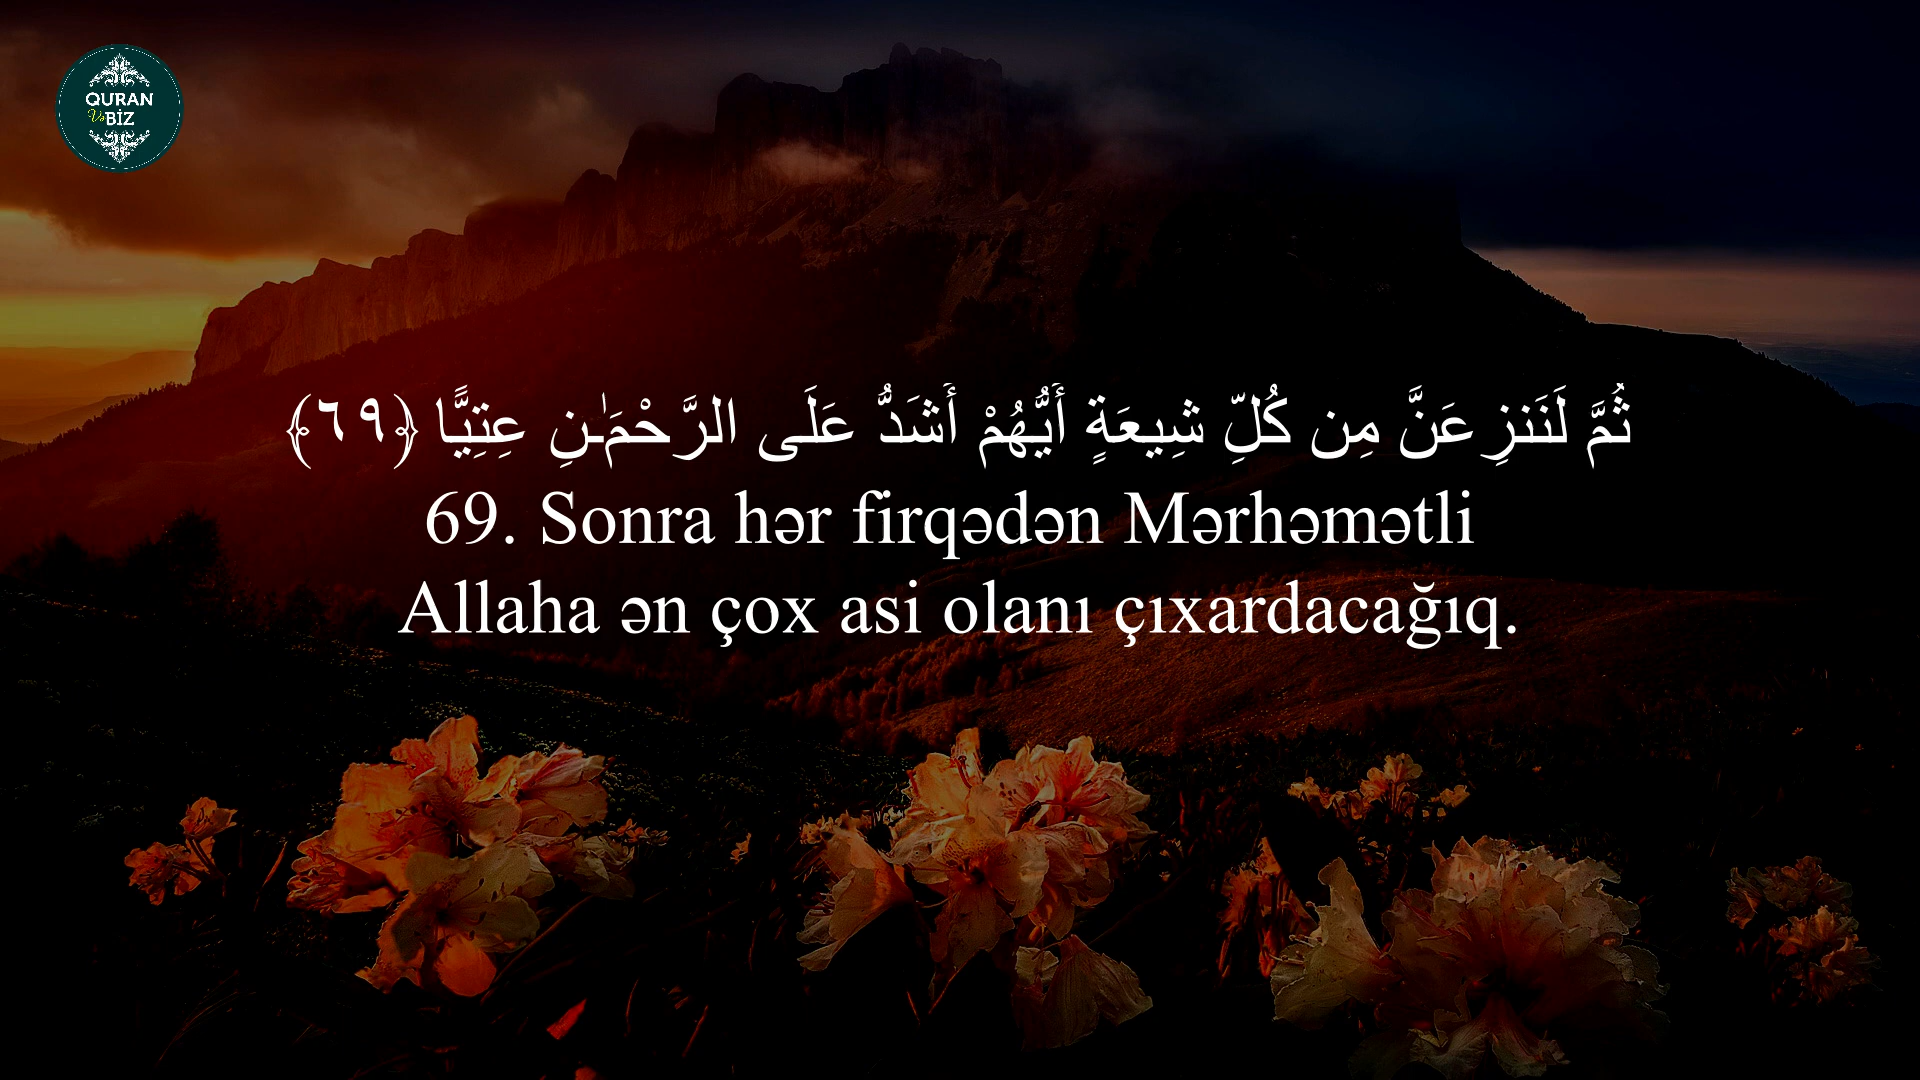 QURAN
Və BİZ
ثُمَّ لَنَنزِعَنَّ مِن كُلِّ شِيعَةٍ أَيُّهُمْ أَشَدُّ عَلَى الرَّحْمَـٰنِ عِتِيًّا ﴿٦٩﴾
69. Sonra hər firqədən Mərhəmətli
Allaha ən çox asi olanı çıxardacağıq.